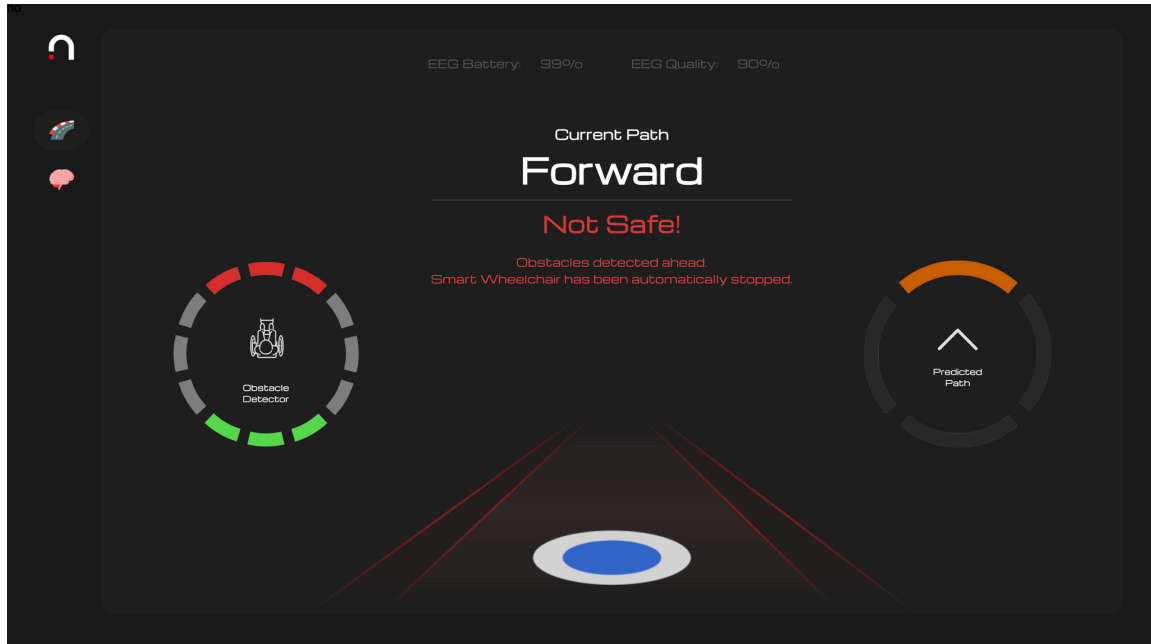 10
EEG Battery: 99% EEG Quality: 90%
Current Path
Forward
Not Safe!
Obstacles detected ahead.
Smart Wheelchair has been automatically stopped.
Obstacle
Detector
Predicted
Path